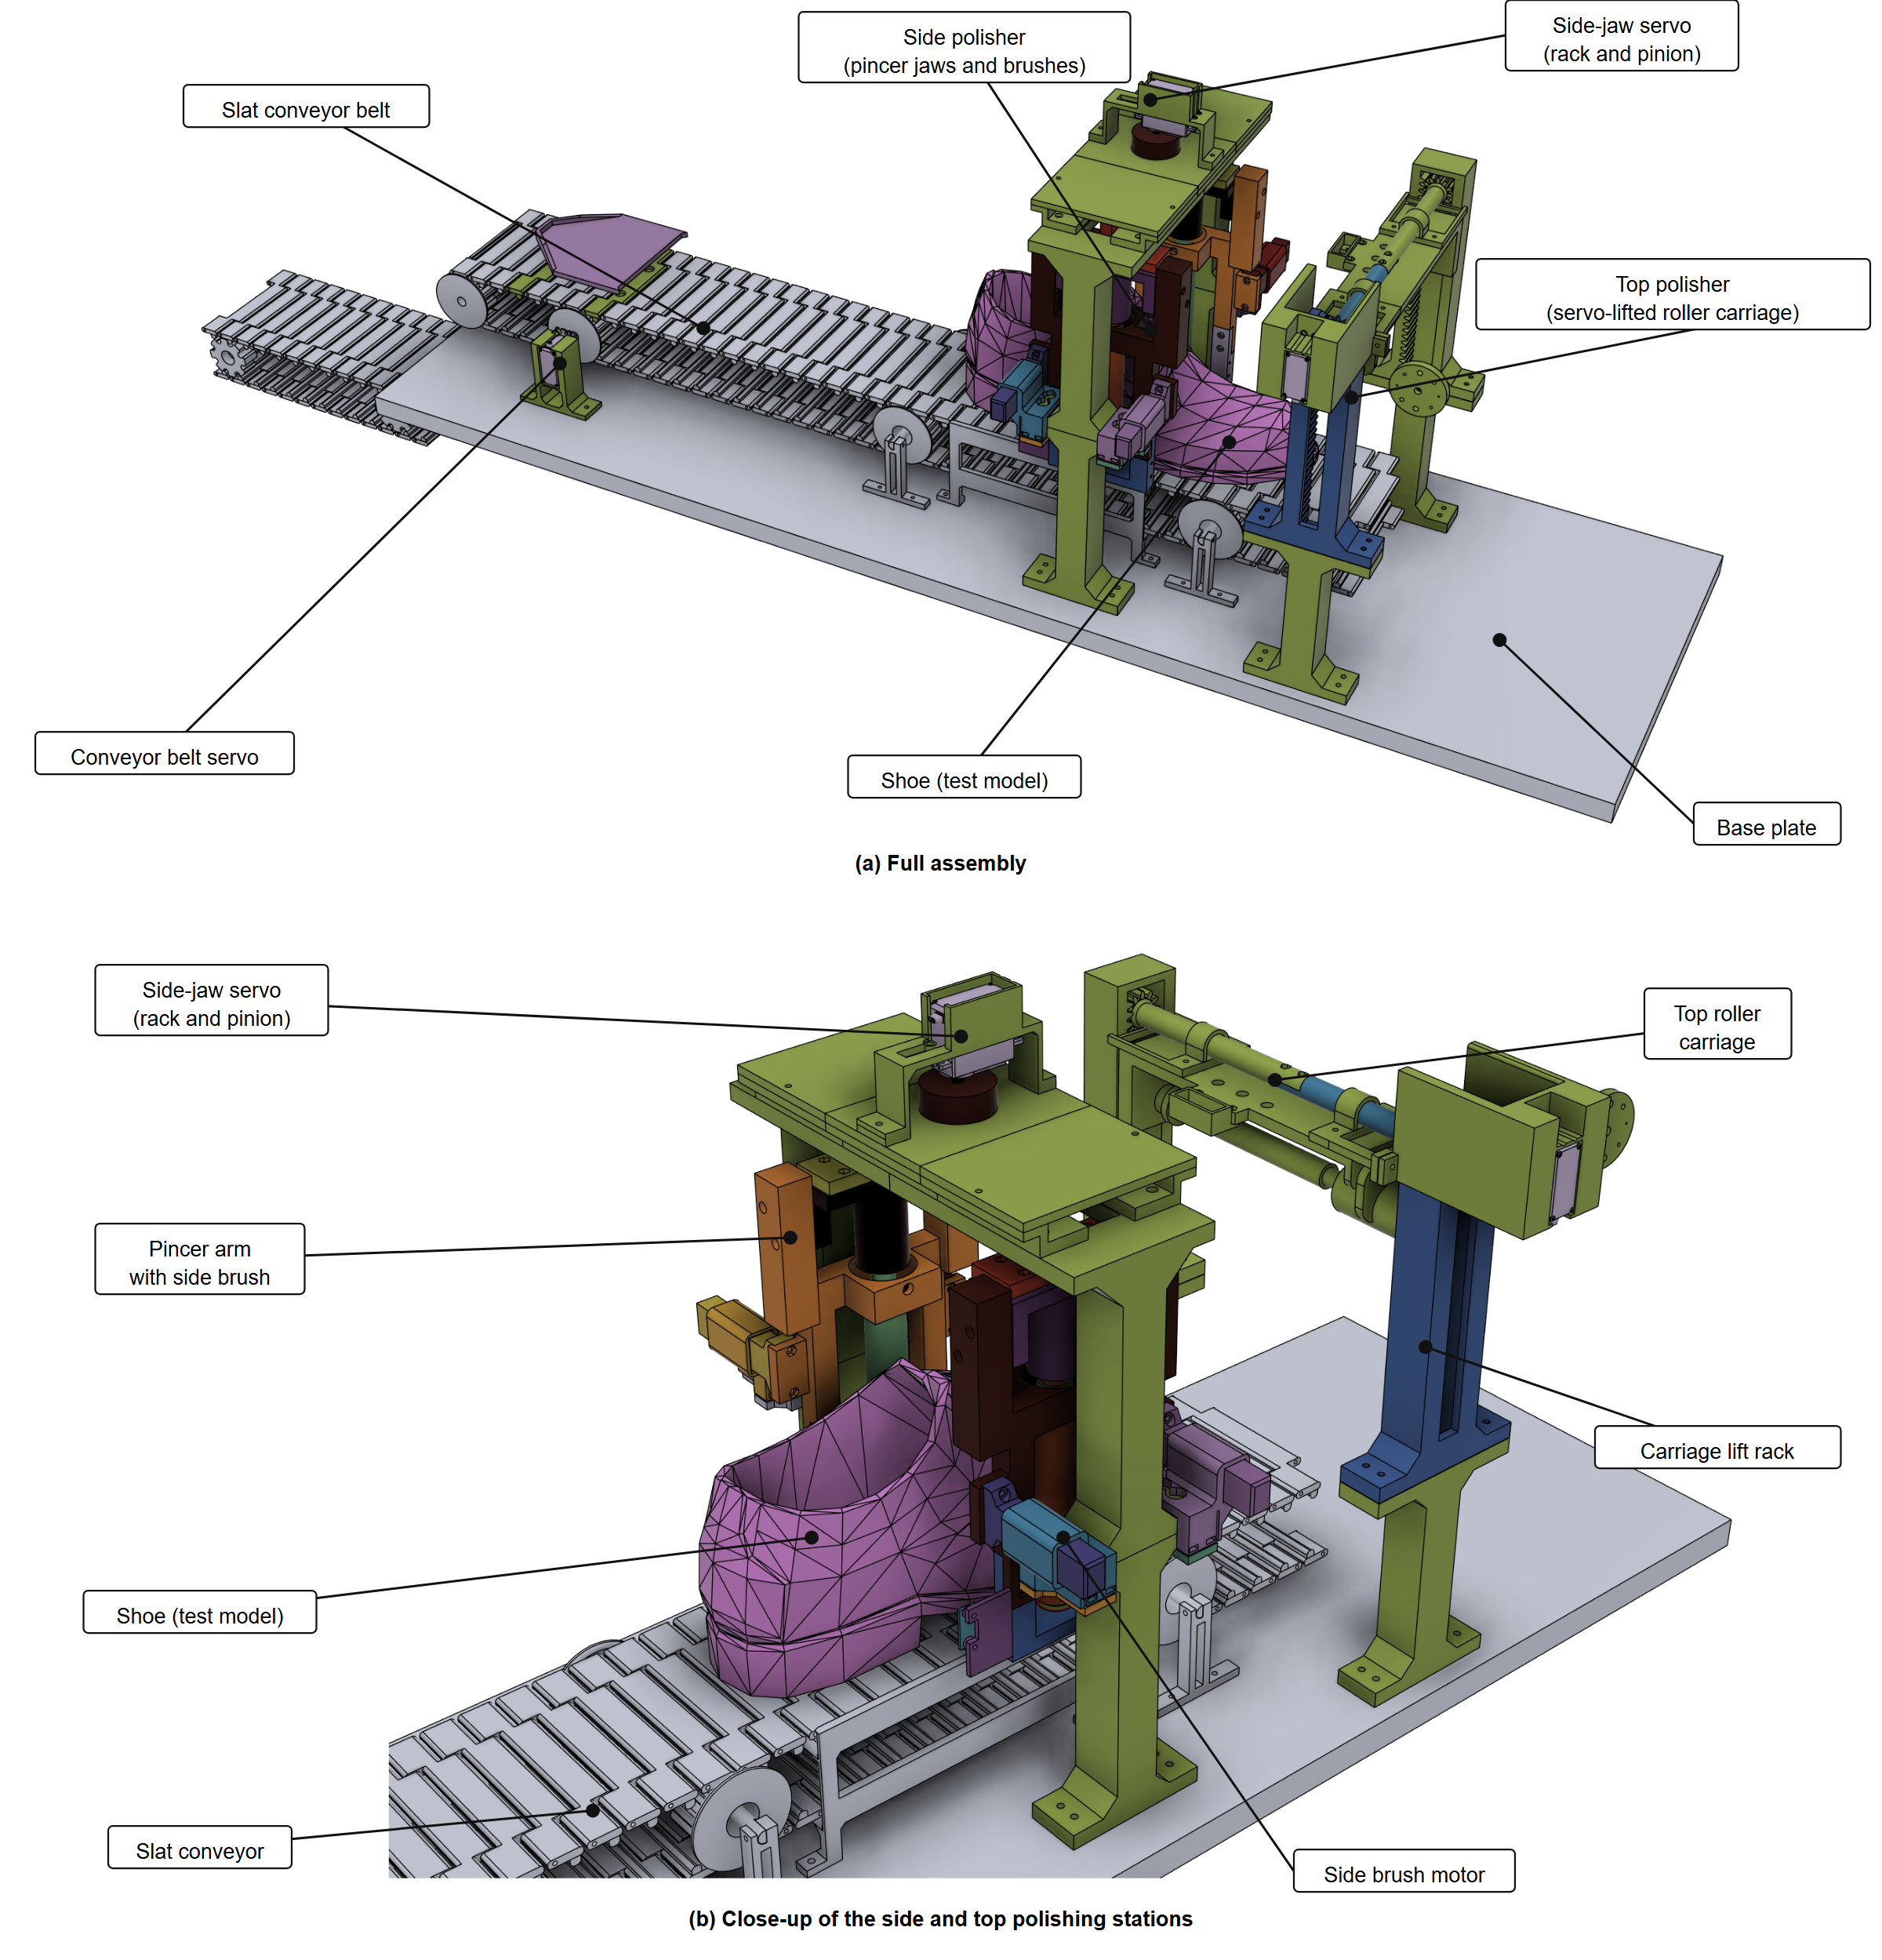 Side-jaw servo
(rack and pinion)
Side polisher
(pincer jaws and brushes)
Slat conveyor belt
Top polisher
(servo-lifted roller carriage)
Conveyor belt servo
Shoe (test model)
Base plate
(a) Full assembly
Side-jaw servo
(rack and pinion)
Top roller
carriage
Pincer arm
with side brush
Carriage lift rack
Shoe (test model)
Slat conveyor
Side brush motor
(b) Close-up of the side and top polishing stations